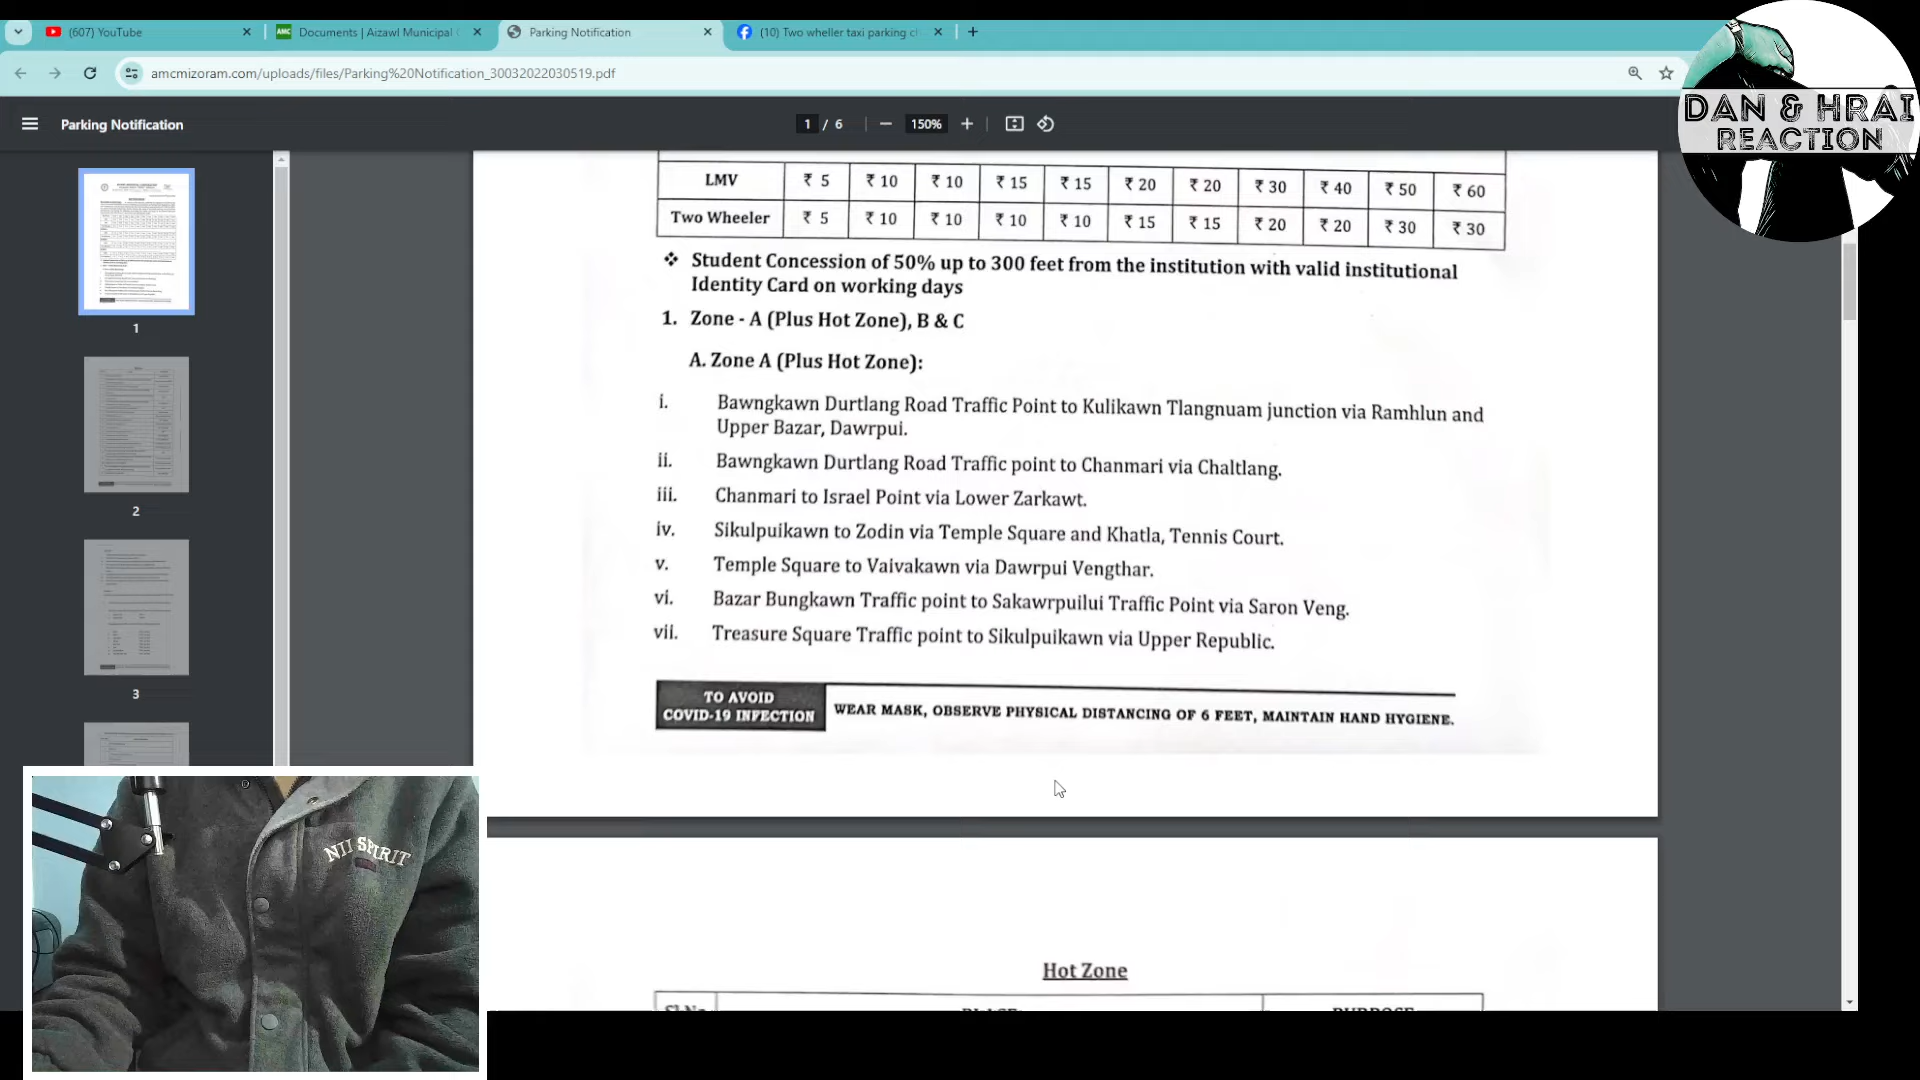 (607) YouTube
Documents | Aizawl Municipal
Parking Notification
(10) Two wheller taxi parking ch
amcmizoram.com/uploads/files/Parking%20Notification_30032022030519.pdf
DAN & HRAI
REACTION
Parking Notification
1 / 6
150%
LMV ₹ 5 ₹ 10 ₹ 10 ₹ 15 ₹ 15 ₹ 20 ₹ 20 ₹ 30 ₹ 40 ₹ 50 ₹ 60
Two Wheeler ₹ 5 ₹ 10 ₹ 10 ₹ 10 ₹ 10 ₹ 15 ₹ 15 ₹ 20 ₹ 20 ₹ 30 ₹ 30
❖ Student Concession of 50% up to 300 feet from the institution with valid institutional
Identity Card on working days
1. Zone - A (Plus Hot Zone), B & C
A. Zone A (Plus Hot Zone):
i. Bawngkawn Durtlang Road Traffic Point to Kulikawn Tlangnuam junction via Ramhlun and
Upper Bazar, Dawrpui.
ii. Bawngkawn Durtlang Road Traffic point to Chanmari via Chaltlang.
iii. Chanmari to Israel Point via Lower Zarkawt.
iv. Sikulpuikawn to Zodin via Temple Square and Khatla, Tennis Court.
v. Temple Square to Vaivakawn via Dawrpui Vengthar.
vi. Bazar Bungkawn Traffic point to Sakawrpuilui Traffic Point via Saron Veng.
vii. Treasure Square Traffic point to Sikulpuikawn via Upper Republic.
TO AVOID
COVID-19 INFECTION
WEAR MASK, OBSERVE PHYSICAL DISTANCING OF 6 FEET, MAINTAIN HAND HYGIENE.
1
2
3
NII SPIRIT
Hot Zone
Sl No PLACE PURPOSE